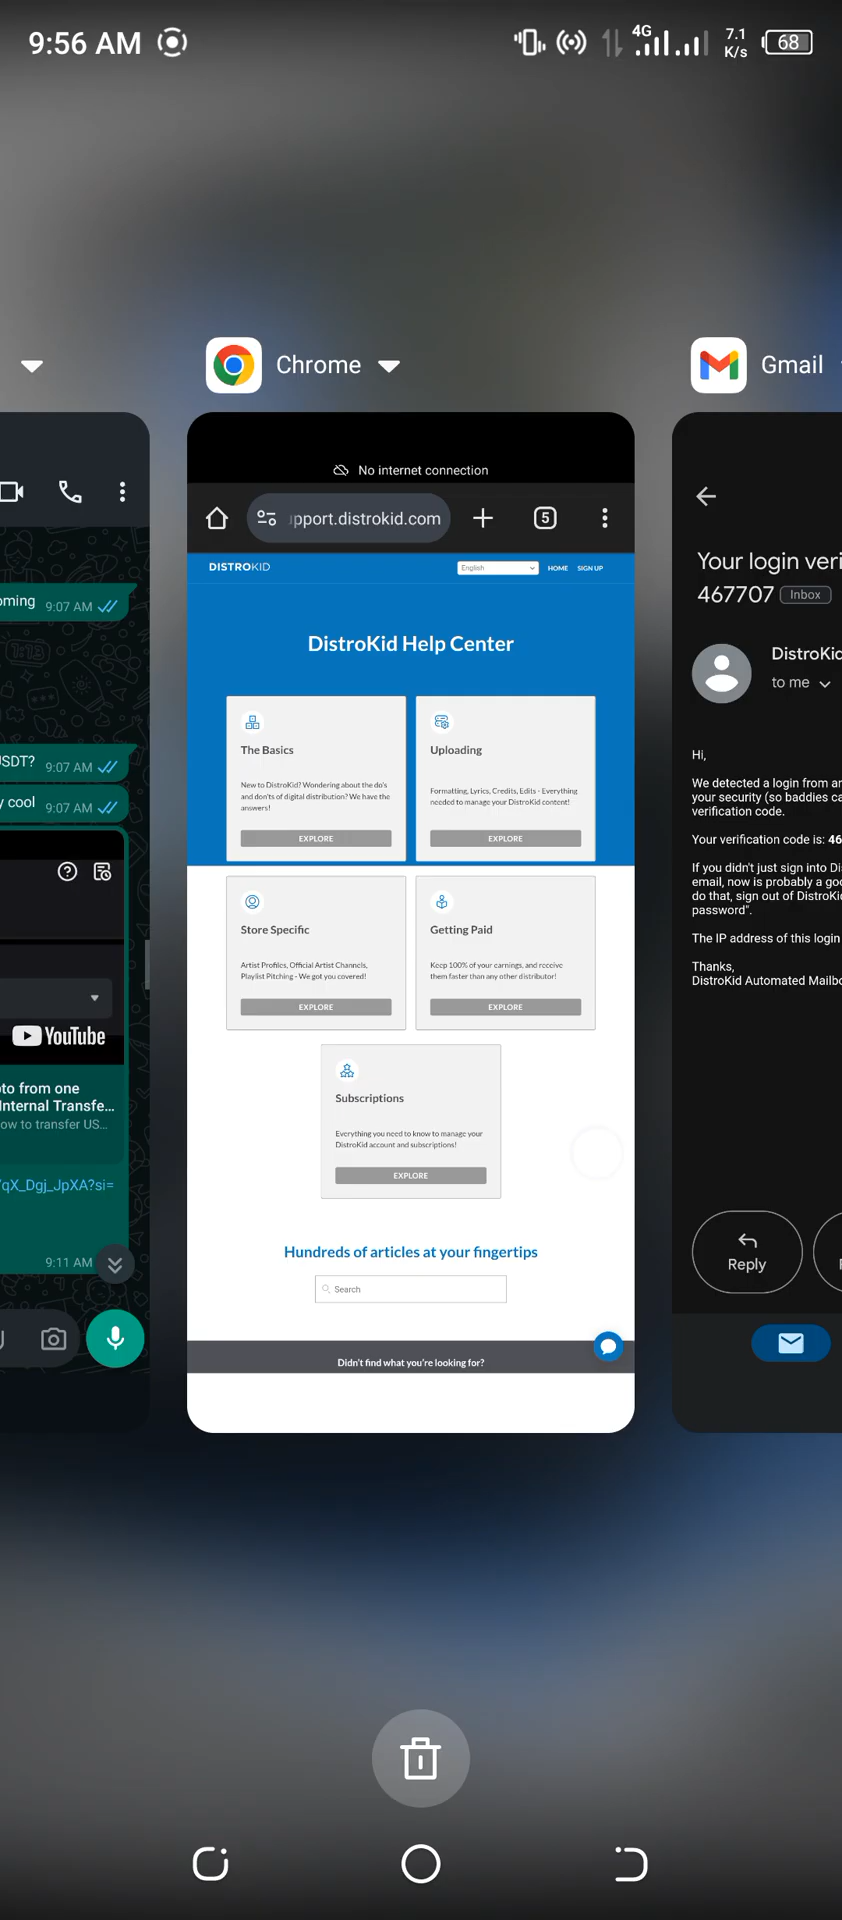 9:56 AM
4G
7.1
K/s
68
Chrome
Gmail
No internet connection
pport.distrokid.com
5
DISTROKID
English
HOME
SIGN UP
DistroKid Help Center
The Basics
New to DistroKid? Wondering about the do's
and don'ts of digital distribution? We have the
answers!
EXPLORE
Uploading
Formatting, Lyrics, Credits, Edits - Everything
needed to manage your DistroKid content!
EXPLORE
Store Specific
Artist Profiles, Official Artist Channels,
Playlist Pitching - We got you covered!
EXPLORE
Getting Paid
Keep 100% of your earnings, and receive
them faster than any other distributor!
EXPLORE
Subscriptions
Everything you need to know to manage your
DistroKid account and subscriptions!
EXPLORE
Hundreds of articles at your fingertips
Search
Didn't find what you're looking for?
oming
9:07 AM
SDT?
9:07 AM
y cool
9:07 AM
YouTube
to from one
Internal Transfe...
ow to transfer US...
qX_Dgj_JpXA?si=
9:11 AM
Your login veri
467707
Inbox
DistroKid
to me
Hi,
We detected a login from an
your security (so baddies ca
verification code.
Your verification code is: 46
If you didn't just sign into Di
email, now is probably a goo
do that, sign out of DistroKi
password".
The IP address of this login
Thanks,
DistroKid Automated Mailbo
Reply